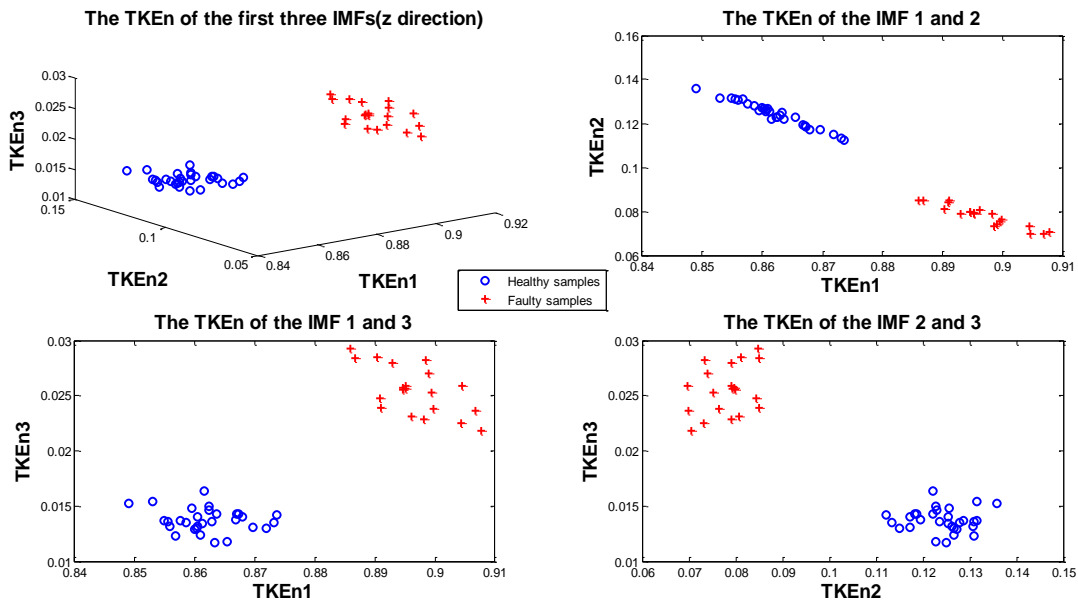 The TKEn of the first three IMFs(z direction)
0.03
0.025
0.02
0.015
0.01
TKEn3
0.15
0.1
0.05
TKEn2
0.84
0.86
0.88
0.9
0.92
TKEn1
The TKEn of the IMF 1 and 2
0.16
0.14
0.12
0.1
0.08
0.06
TKEn2
0.84 0.85 0.86 0.87 0.88 0.89 0.9 0.91
TKEn1
Healthy samples
Faulty samples
The TKEn of the IMF 1 and 3
0.03
0.025
0.02
0.015
0.01
TKEn3
0.84 0.85 0.86 0.87 0.88 0.89 0.9 0.91
TKEn1
The TKEn of the IMF 2 and 3
0.03
0.025
0.02
0.015
0.01
TKEn3
0.06 0.07 0.08 0.09 0.1 0.11 0.12 0.13 0.14 0.15
TKEn2